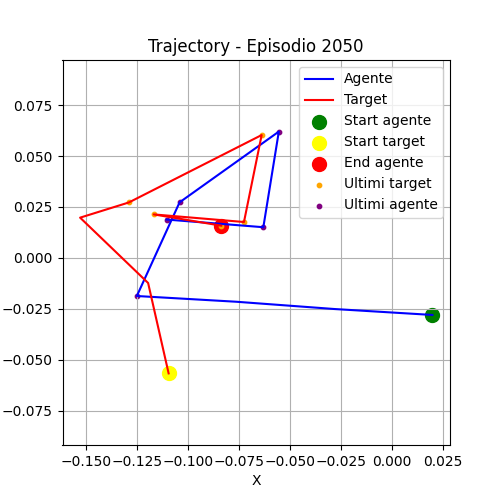 Trajectory - Episodio 2050
Agente
Target
Start agente
Start target
End agente
Ultimi target
Ultimi agente
0.075
0.050
0.025
0.000
−0.025
−0.050
−0.075
−0.150 −0.125 −0.100 −0.075 −0.050 −0.025 0.000 0.025
X